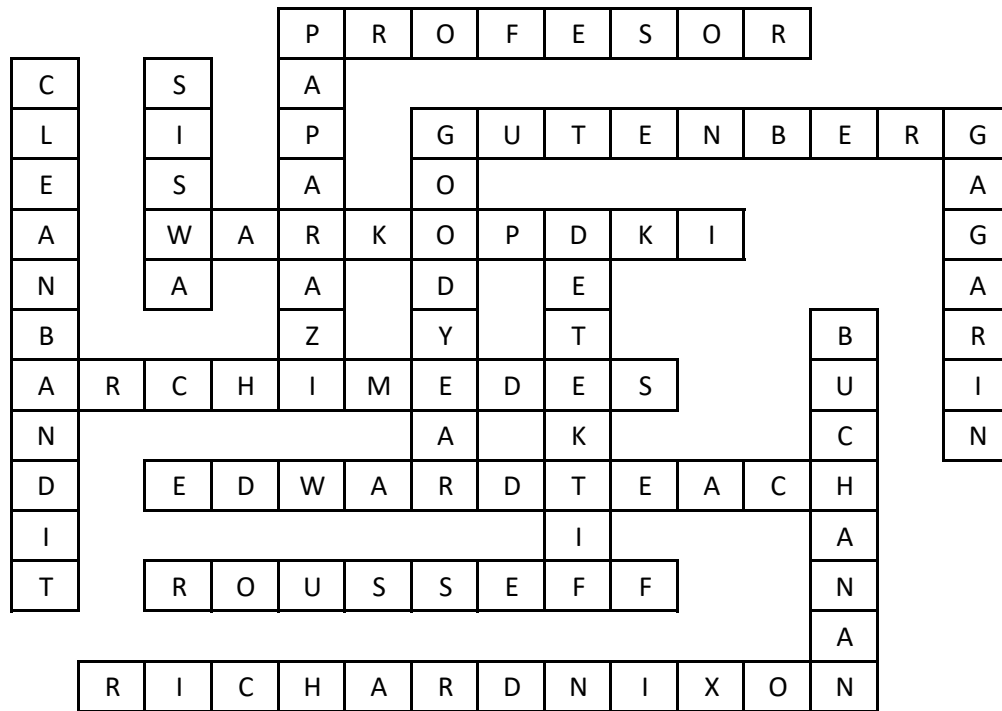 P R O F E S O R
C S A
L I P G U T E N B E R G
E S A O A
A W A R K O P D K I G
N A A D E A
B Z Y T B R
A R C H I M E D E S U I
N A K C N
D E D W A R D T E A C H
I I A
T R O U S S E F F N
A
R I C H A R D N I X O N